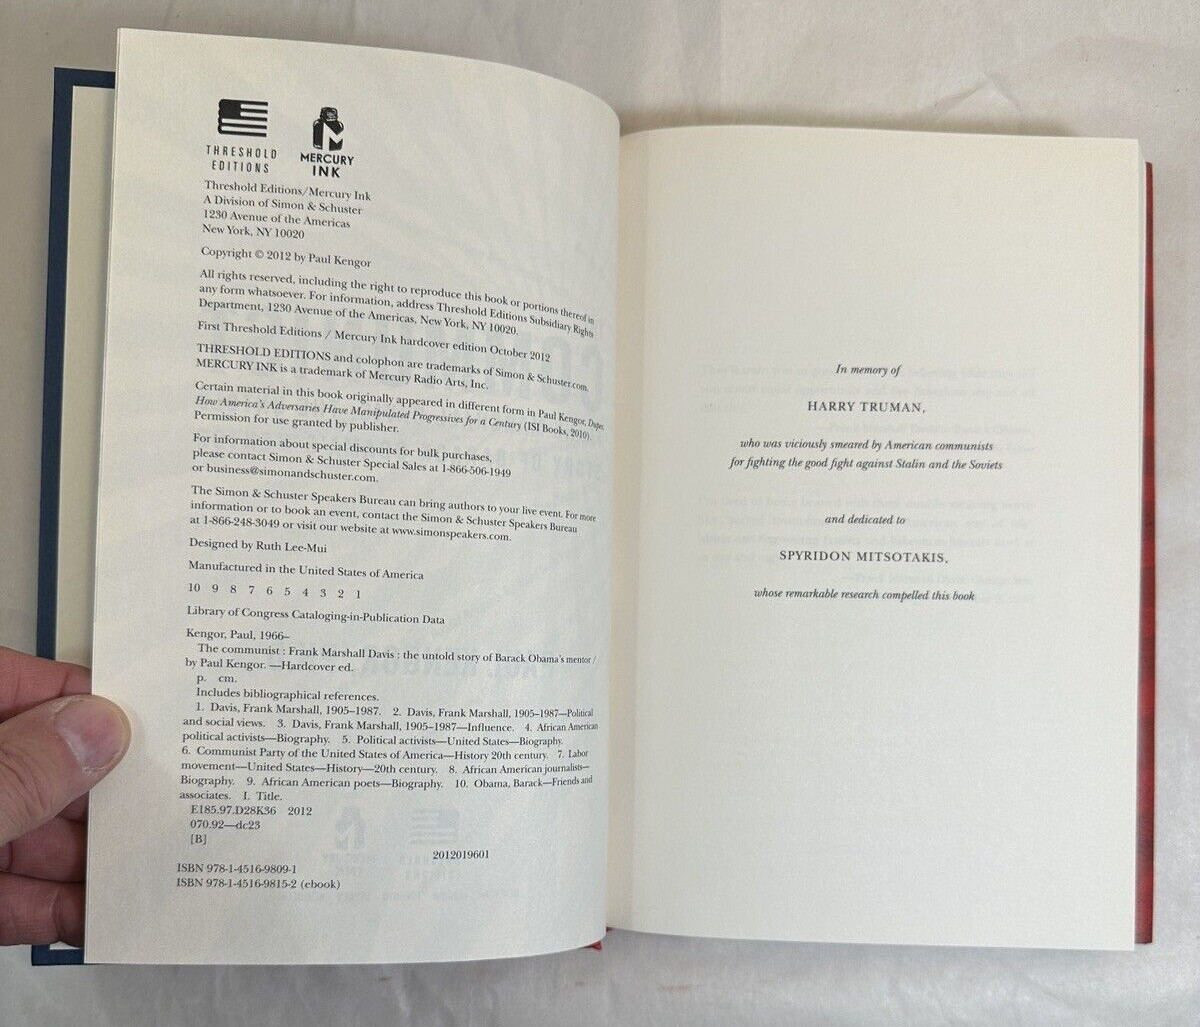 THRESHOLD
EDITIONS
MERCURY
INK
Threshold Editions/Mercury Ink
A Division of Simon & Schuster
1230 Avenue of the Americas
New York, NY 10020
Copyright © 2012 by Paul Kengor
All rights reserved, including the right to reproduce this book or portions thereof in
any form whatsoever. For information, address Threshold Editions Subsidiary Rights
Department, 1230 Avenue of the Americas, New York, NY 10020.
First Threshold Editions / Mercury Ink hardcover edition October 2012
THRESHOLD EDITIONS and colophon are trademarks of Simon & Schuster.com.
MERCURY INK is a trademark of Mercury Radio Arts, Inc.
Certain material in this book originally appeared in different form in Paul Kengor, Dupes:
How America's Adversaries Have Manipulated Progressives for a Century (ISI Books, 2010).
Permission for use granted by publisher.
For information about special discounts for bulk purchases,
please contact Simon & Schuster Special Sales at 1-866-506-1949
or business@simonandschuster.com.
The Simon & Schuster Speakers Bureau can bring authors to your live event. For more
information or to book an event, contact the Simon & Schuster Speakers Bureau
at 1-866-248-3049 or visit our website at www.simonspeakers.com.
Designed by Ruth Lee-Mui
Manufactured in the United States of America
10 9 8 7 6 5 4 3 2 1
Library of Congress Cataloging-in-Publication Data
Kengor, Paul, 1966–
The communist : Frank Marshall Davis : the untold story of Barack Obama's mentor /
by Paul Kengor. —Hardcover ed.
p. cm.
Includes bibliographical references.
1. Davis, Frank Marshall, 1905–1987. 2. Davis, Frank Marshall, 1905–1987—Political
and social views. 3. Davis, Frank Marshall, 1905–1987—Influence. 4. African American
political activists—Biography. 5. Political activists—United States—Biography.
6. Communist Party of the United States of America—History 20th century. 7. Labor
movement—United States—History—20th century. 8. African American journalists—
Biography. 9. African American poets—Biography. 10. Obama, Barack—Friends and
associates. I. Title.
E185.97.D28K36 2012
070.92—dc23
[B]
2012019601
ISBN 978-1-4516-9809-1
ISBN 978-1-4516-9815-2 (ebook)
In memory of
HARRY TRUMAN,
who was viciously smeared by American communists
for fighting the good fight against Stalin and the Soviets
and dedicated to
SPYRIDON MITSOTAKIS,
whose remarkable research compelled this book